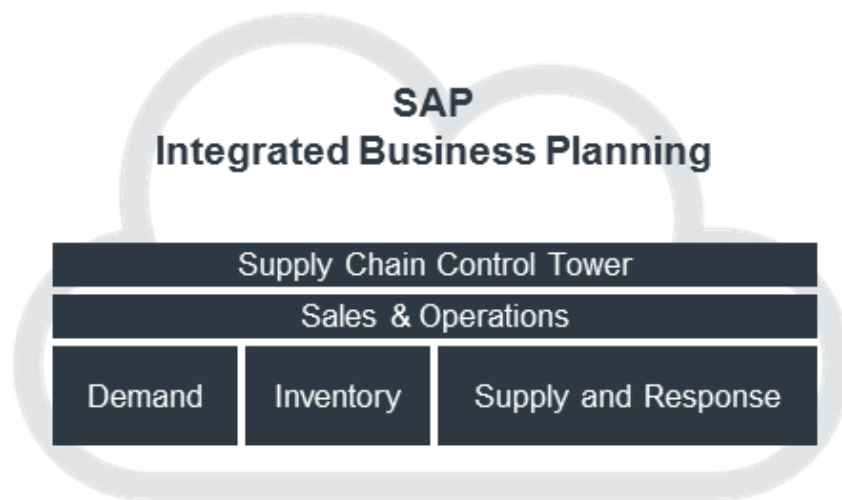 SAP
Integrated Business Planning
Supply Chain Control Tower
Sales & Operations
Demand
Inventory
Supply and Response